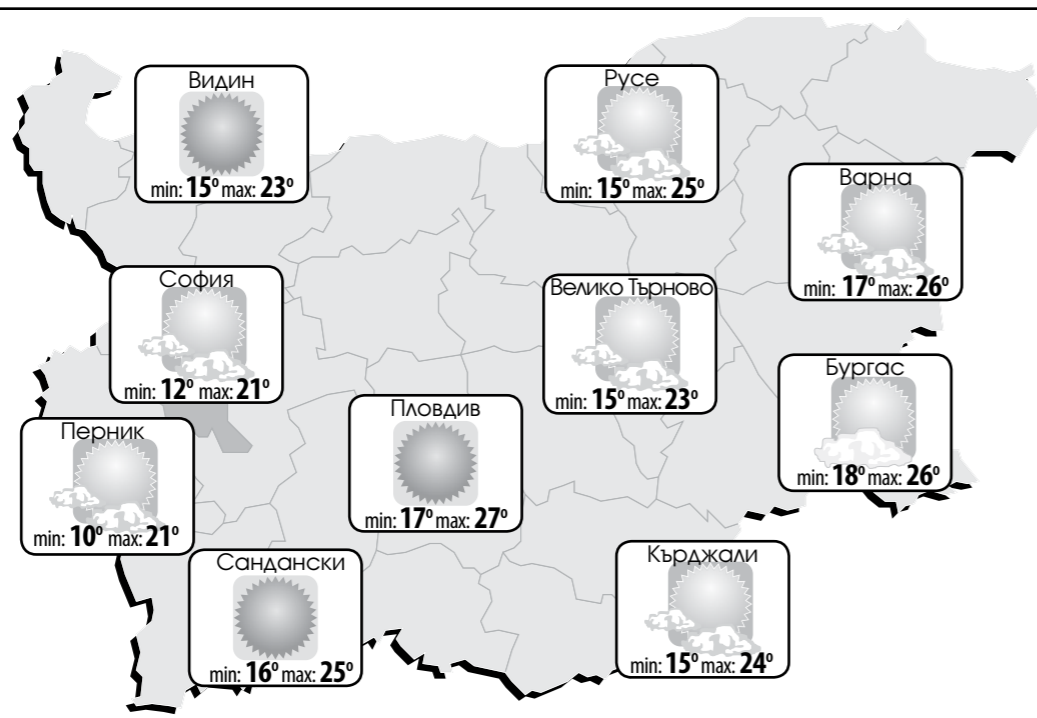 Видин
min: 15° max: 23°
Русе
min: 15° max: 25°
Варна
min: 17° max: 26°
София
min: 12° max: 21°
Велико Търново
min: 15° max: 23°
Бургас
min: 18° max: 26°
Пловдив
min: 17° max: 27°
Перник
min: 10° max: 21°
Сандански
min: 16° max: 25°
Кърджали
min: 15° max: 24°